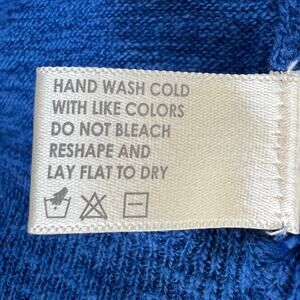 HAND WASH COLD
WITH LIKE COLORS
DO NOT BLEACH
RESHAPE AND
LAY FLAT TO DRY